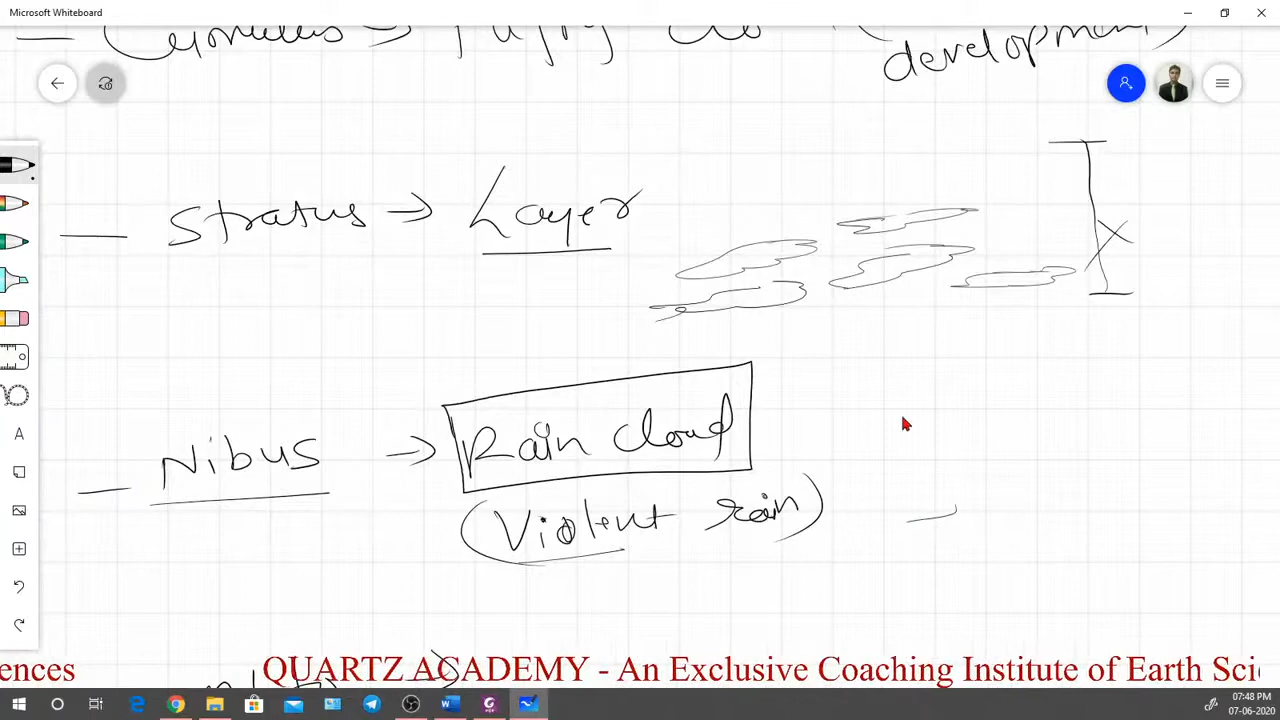 Microsoft Whiteboard
development
— Stratus → Layer
— Nibus → Rain Cloud
(Violent rain)
A
ences QUARTZ ACADEMY - An Exclusive Coaching Institute of Earth Sci
07:48 PM
07-06-2020